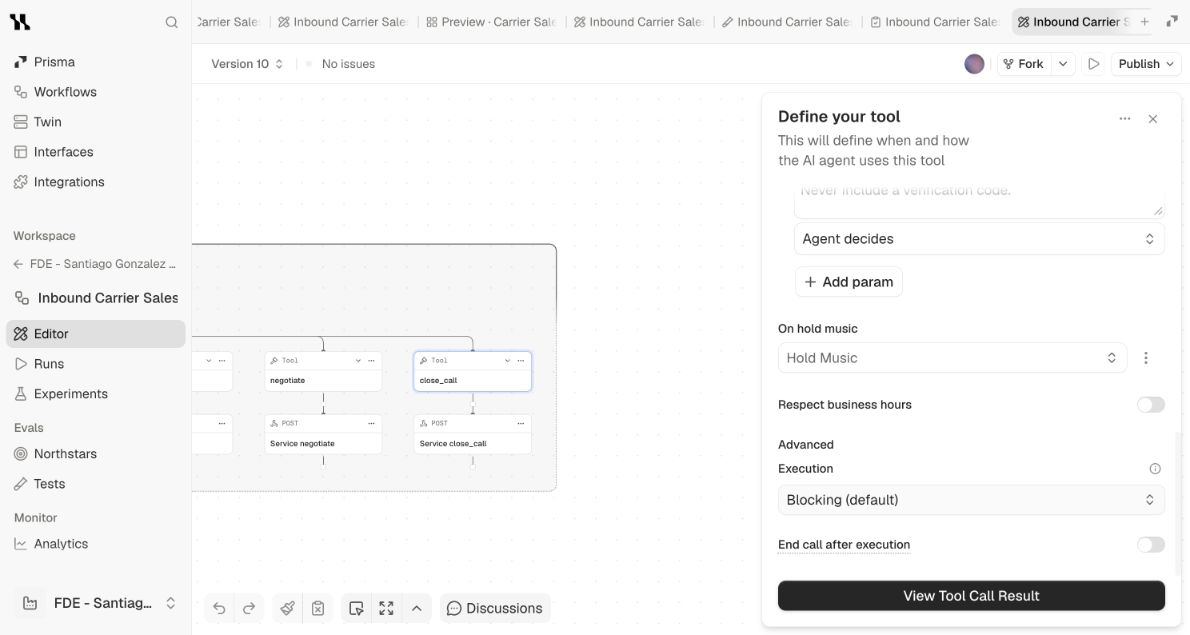 Carrier Sale
Inbound Carrier Sale
Preview · Carrier Sale
Inbound Carrier Sale
Inbound Carrier Sale
Inbound Carrier Sale
Inbound Carrier S
Prisma
Workflows
Twin
Interfaces
Integrations
Workspace
FDE - Santiago Gonzalez ...
Inbound Carrier Sales
Editor
Runs
Experiments
Evals
Northstars
Tests
Monitor
Analytics
FDE - Santiag...
Version 10
No issues
Fork
Publish
Tool
negotiate
Tool
close_call
POST
Service negotiate
POST
Service close_call
Discussions
Define your tool
This will define when and how
the AI agent uses this tool
Never include a verification code.
Agent decides
Add param
On hold music
Hold Music
Respect business hours
Advanced
Execution
Blocking (default)
End call after execution
View Tool Call Result